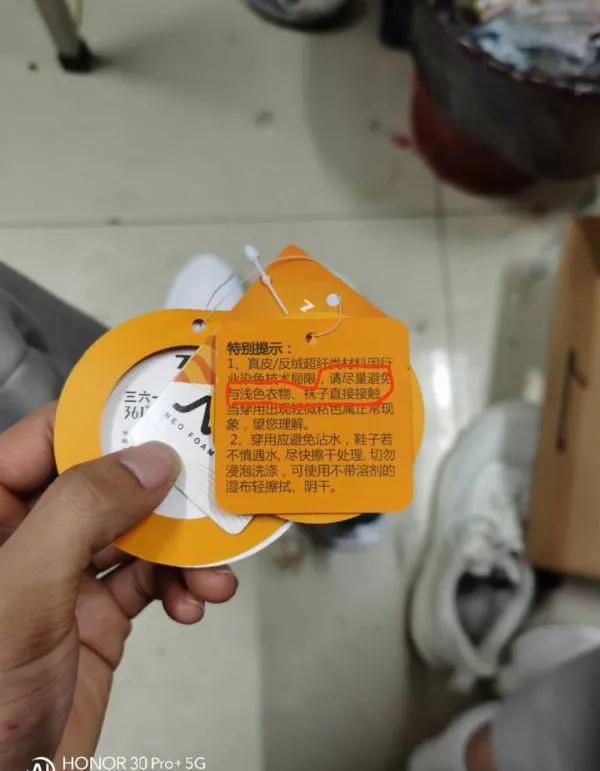 特别提示：
1、真皮/反绒超纤类材料因行
业染色技术局限，请尽量避免
与浅色衣物、袜子直接接触，
当穿用出现轻微粘色属正常现
象，望您理解。
2、穿用应避免沾水，鞋子若
不慎遇水，尽快擦干处理，切勿
浸泡洗涤，可使用不带溶剂的
湿布轻擦拭、阴干。
三六一
361°
NEO FOAM
HONOR 30 Pro+ 5G